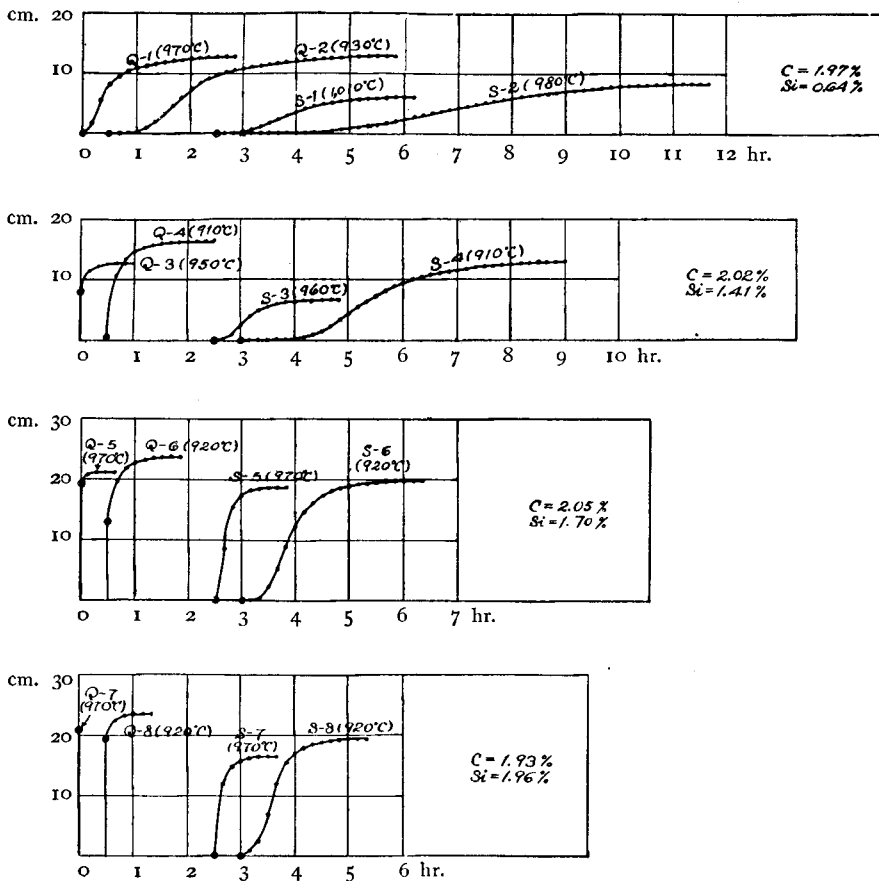 cm. 20
Q-1 (970°C)
Q-2 (930°C)
10
S-1 (1010°C)
S-2 (980°C)
C = 1.97%
Si = 0.64%
0 1 2 3 4 5 6 7 8 9 10 11 12 hr.
cm. 20
Q-4 (910°C)
Q-3 (950°C)
10
S-3 (960°C)
S-4 (910°C)
C = 2.02%
Si = 1.41%
0 1 2 3 4 5 6 7 8 9 10 hr.
cm. 30
Q-5
(970°C)
Q-6 (920°C)
S-6
(920°C)
20
S-5 (970°C)
C = 2.05%
Si = 1.70%
10
0 1 2 3 4 5 6 7 hr.
cm. 30
Q-7
(970°C)
20
Q-8 (920°C)
S-7
(970°C)
S-8 (920°C)
C = 1.93%
Si = 1.96%
10
0 1 2 3 4 5 6 hr.